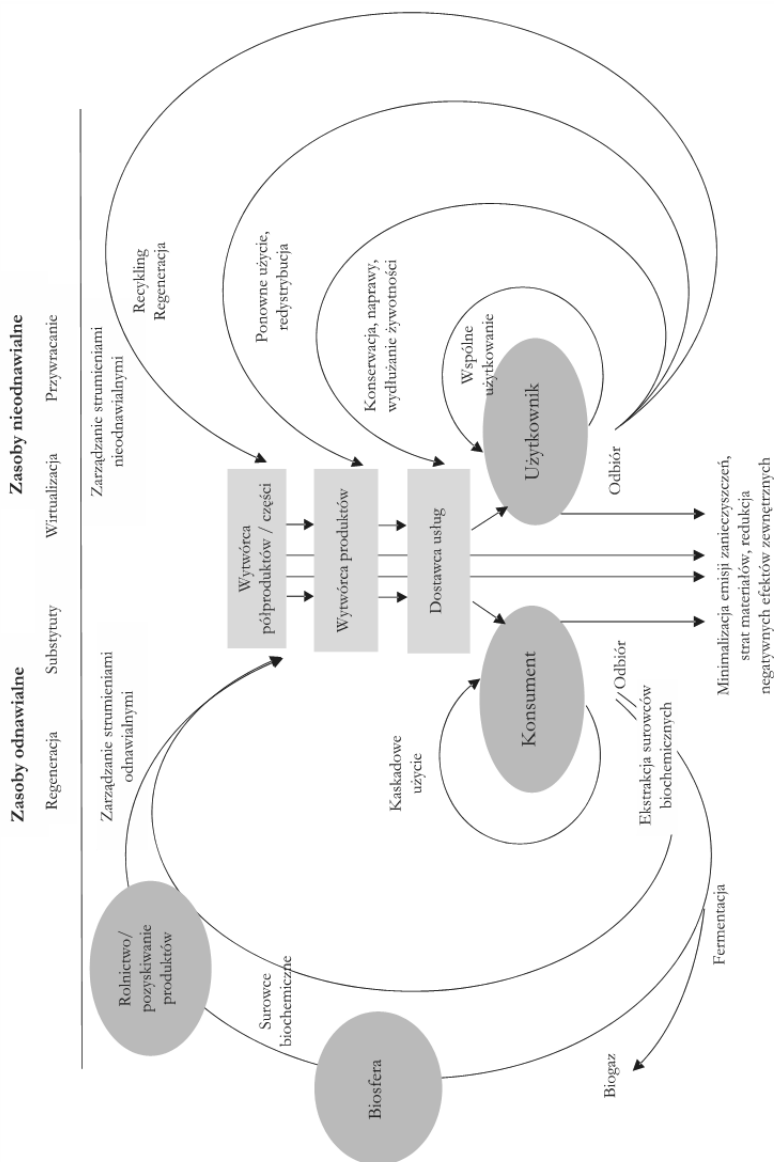 Zasoby odnawialne
Zasoby nieodnawialne
Regeneracja
Substytuty
Wirtualizacja
Przywracanie
Zarządzanie strumieniami
odnawialnymi
Zarządzanie strumieniami
nieodnawialnymi
Rolnictwo/
pozyskiwanie
produktów
Surowce
biochemiczne
Biosfera
Wytwórca
półproduktów / części
Wytwórca produktów
Dostawca usług
Recykling
Regeneracja
Ponowne użycie,
redystrybucja
Konserwacja, naprawy,
wydłużanie żywotności
Wspólne
użytkowanie
Kaskadowe
użycie
Konsument
Użytkownik
Odbiór
Odbiór
Ekstrakcja surowców
biochemicznych
Biogaz
Fermentacja
Minimalizacja emisji zanieczyszczeń,
strat materiałów, redukcja
negatywnych efektów zewnętrznych